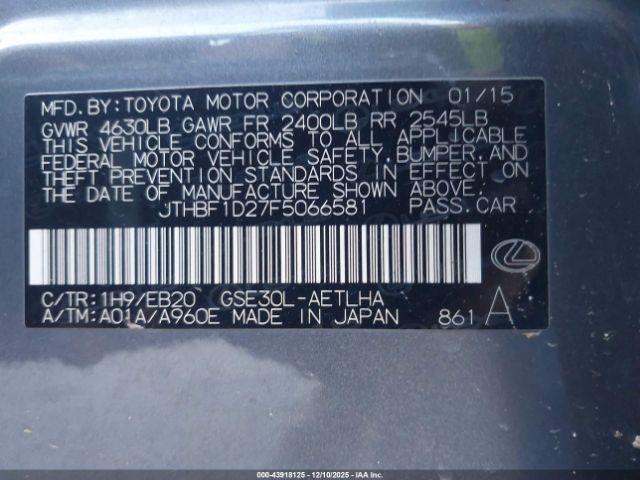 MFD. BY: TOYOTA MOTOR CORPORATION 01/15
GVWR 4630LB GAWR FR 2400LB RR 2545LB
THIS VEHICLE CONFORMS TO ALL APPLICABLE
FEDERAL MOTOR VEHICLE SAFETY, BUMPER, AND
THEFT PREVENTION STANDARDS IN EFFECT ON
THE DATE OF MANUFACTURE SHOWN ABOVE.
JTHBF1D27F5066581 PASS. CAR
C/TR: 1H9/EB20 GSE30L-AETLHA
A/TM: A01A/A960E MADE IN JAPAN 861 A
000-43918125 - 12/10/2025 - IAA Inc.